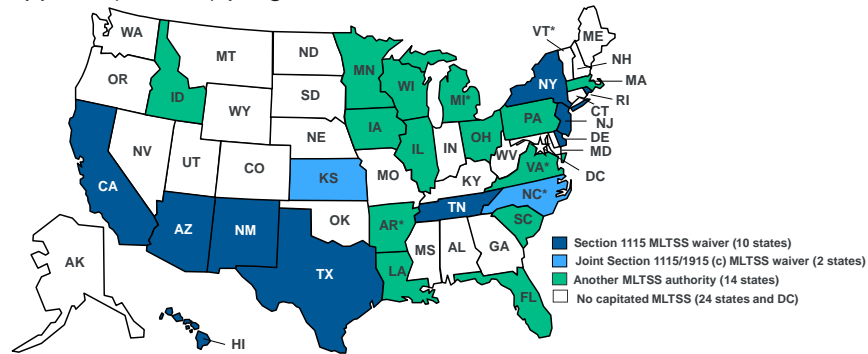 WA
MT
ND
MN
VT*
ME
NH
OR
ID
WY
SD
WI
MI*
NY
MA
RI
CT
NJ
DE
MD
DC
NV
UT
CO
NE
IA
IL
IN
OH
PA
WV
VA*
CA
KS
MO
KY
NC*
AZ
NM
OK
AR*
TN
SC
TX
LA
MS
AL
GA
FL
AK
HI
Section 1115 MLTSS waiver (10 states)
Joint Section 1115/1915 (c) MLTSS waiver (2 states)
Another MLTSS authority (14 states)
No capitated MLTSS (24 states and DC)